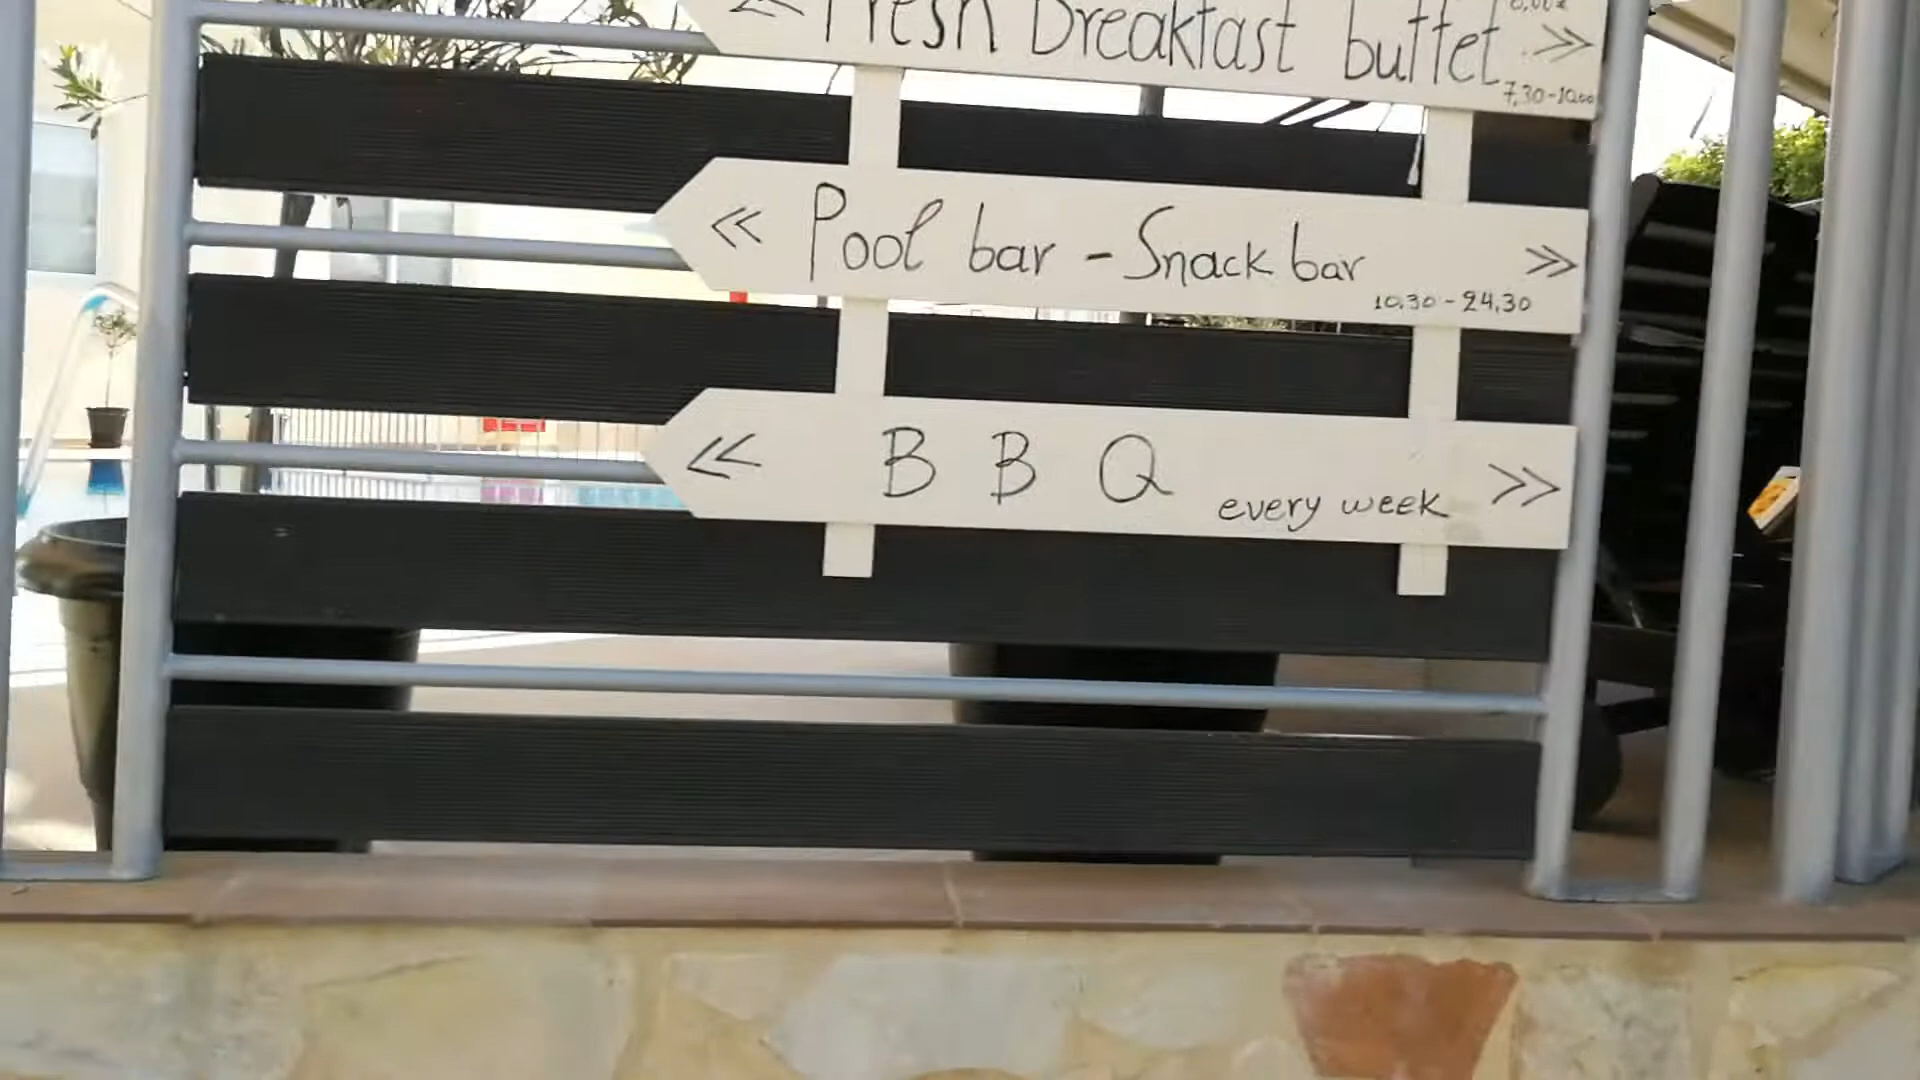 << Fresh Breakfast buffet >>
7,30-10.00
<< Pool bar - Snack bar >>
10.30 - 24.30
<< B B Q every week >>